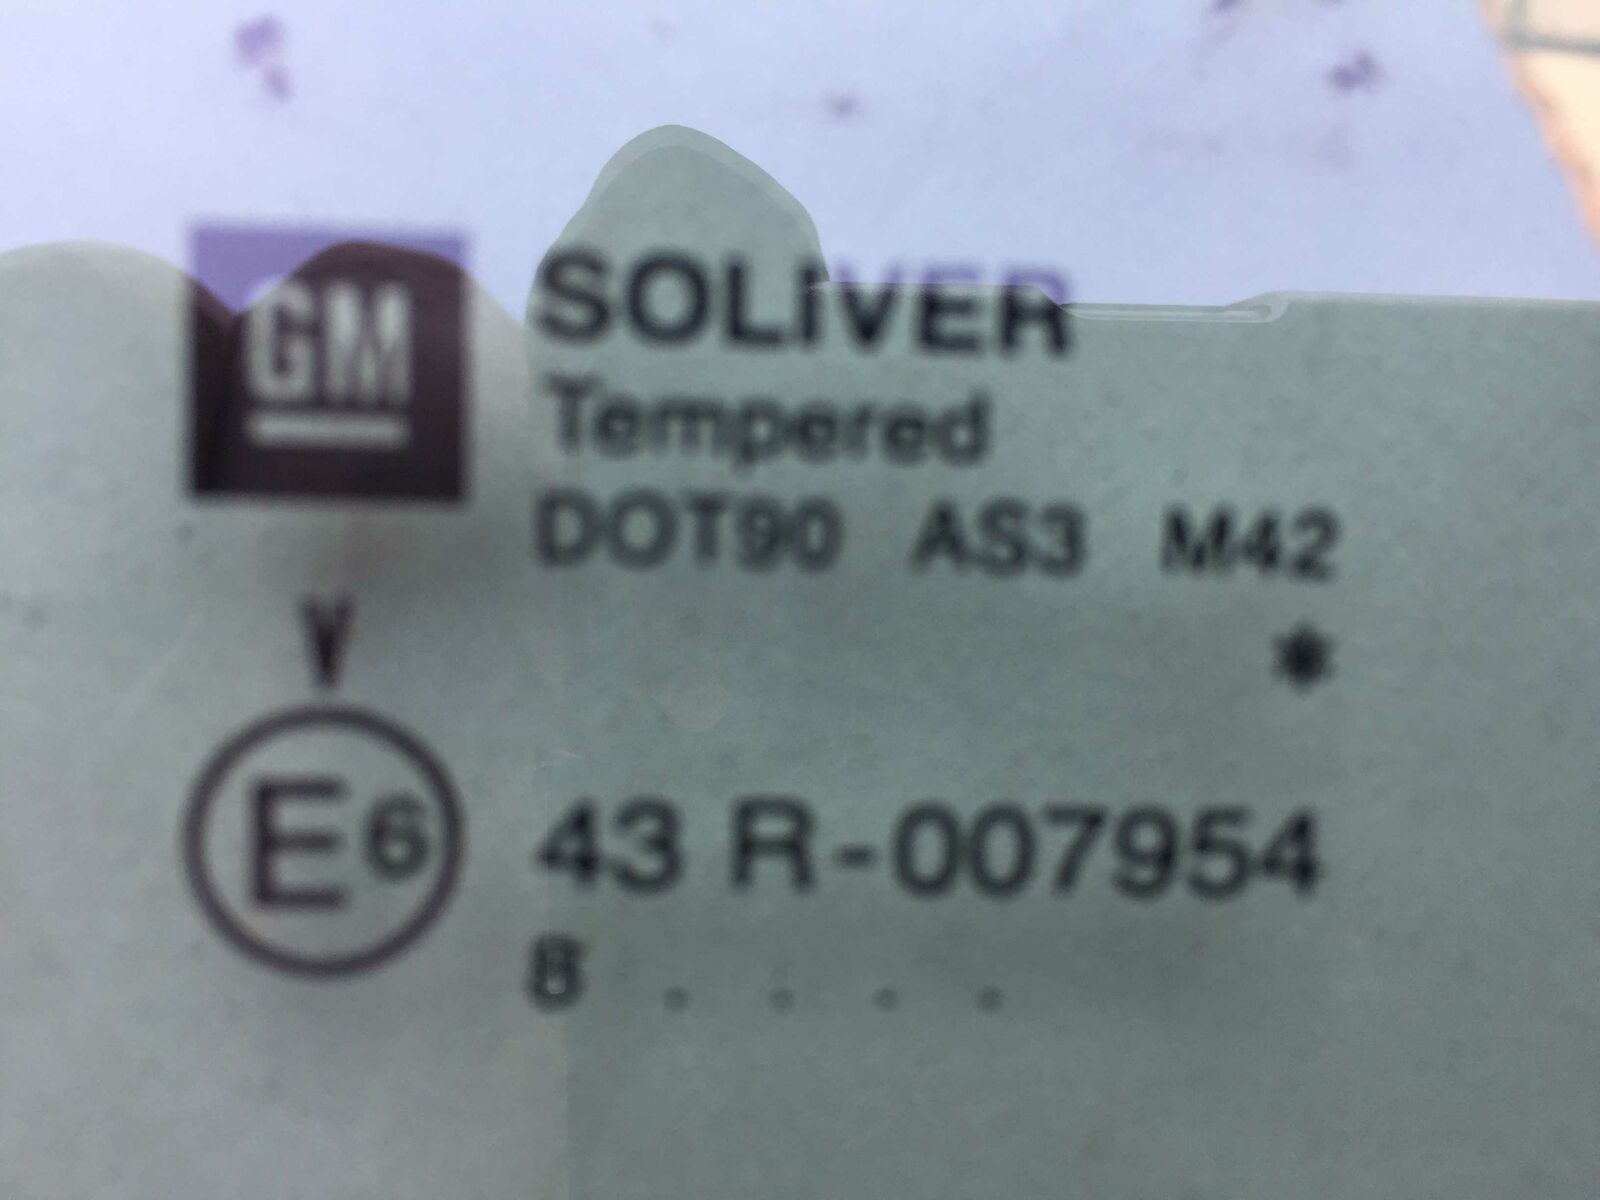 GM
SOLIVER
Tempered
DOT90 AS3 M42
V
*
E6
43 R-007954
8 . . . .